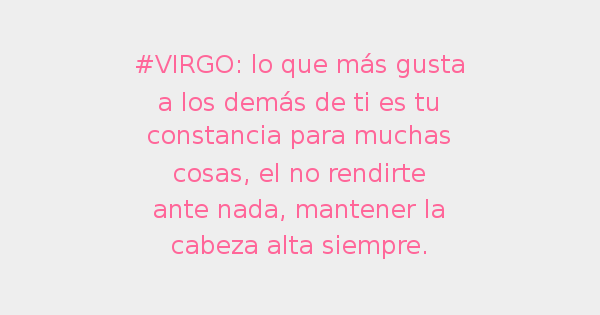 #VIRGO: lo que más gusta
a los demás de ti es tu
constancia para muchas
cosas, el no rendirte
ante nada, mantener la
cabeza alta siempre.